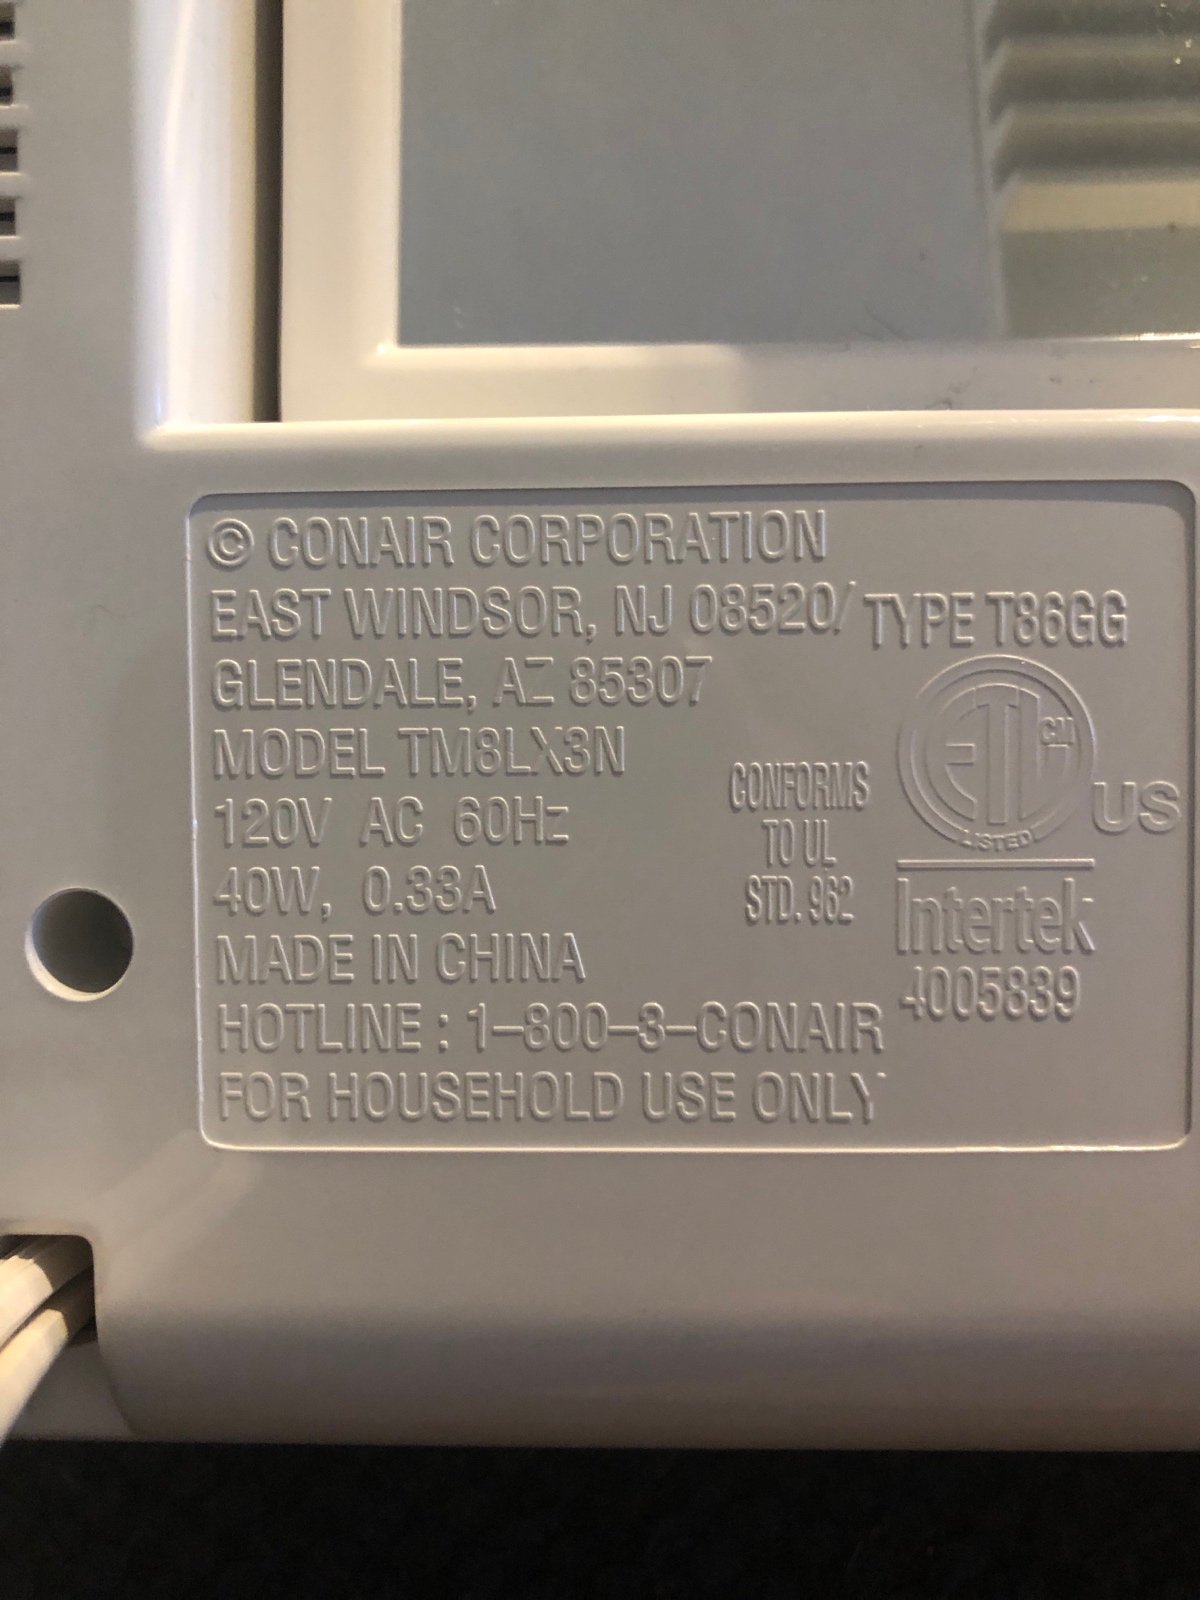 © CONAIR CORPORATION
EAST WINDSOR, NJ 08520/
GLENDALE, AZ 85307
MODEL TM8LX3N
120V AC 60Hz
40W, 0.33A
MADE IN CHINA
HOTLINE : 1-800-3-CONAIR
FOR HOUSEHOLD USE ONLY
TYPE T86GG
CONFORMS
TO UL
STD. 962
ETL CM
LISTED
US
Intertek
4005839